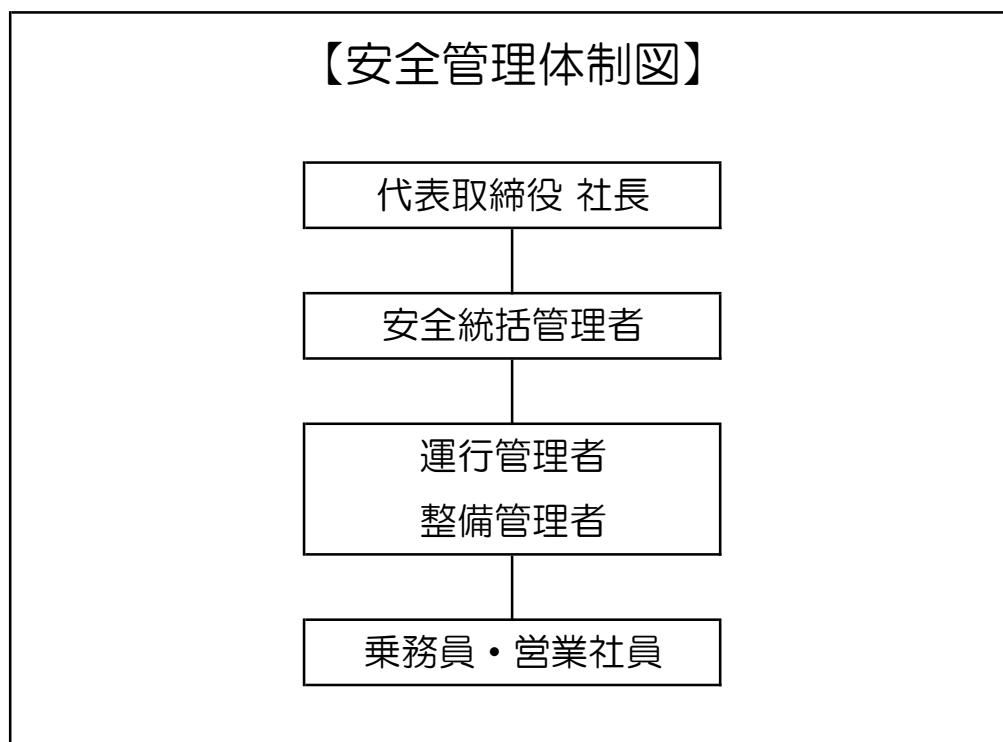 【安全管理体制図】
代表取締役 社長
安全統括管理者
運行管理者
整備管理者
乗務員・営業社員